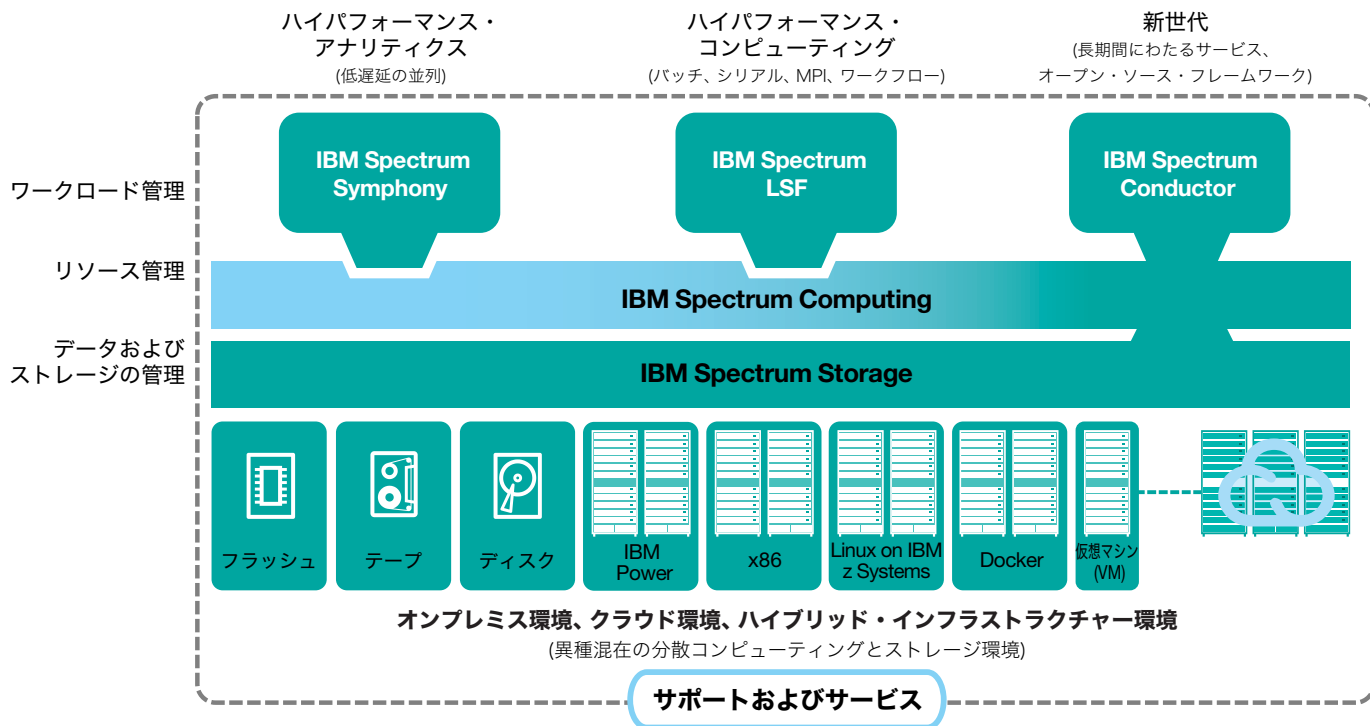 ハイパフォーマンス・
アナリティクス
(低遅延の並列)
ハイパフォーマンス・
コンピューティング
(バッチ、シリアル、MPI、ワークフロー)
新世代
(長期間にわたるサービス、
オープン・ソース・フレームワーク)
ワークロード管理
IBM Spectrum
Symphony
IBM Spectrum
LSF
IBM Spectrum
Conductor
リソース管理
IBM Spectrum Computing
データおよび
ストレージの管理
IBM Spectrum Storage
フラッシュ
テープ
ディスク
IBM
Power
x86
Linux on IBM
z Systems
Docker
仮想マシン
(VM)
オンプレミス環境、クラウド環境、ハイブリッド・インフラストラクチャー環境
(異種混在の分散コンピューティングとストレージ環境)
サポートおよびサービス